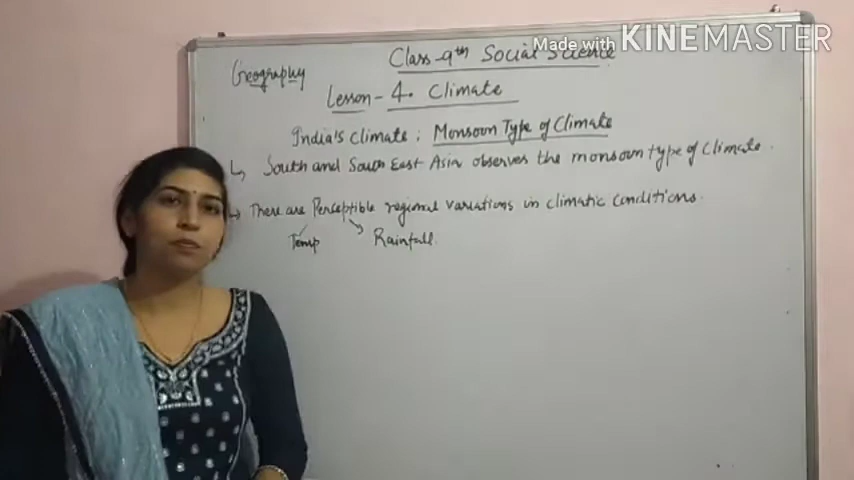 Made with KINEMASTER
Class-9th Social Science
Geography
Lesson-4. Climate
India's Climate : Monsoon Type of Climate
South and South East Asia observes the monsoon type of Climate.
There are Perceptible regional variations in climatic conditions.
Temp
Rainfall.